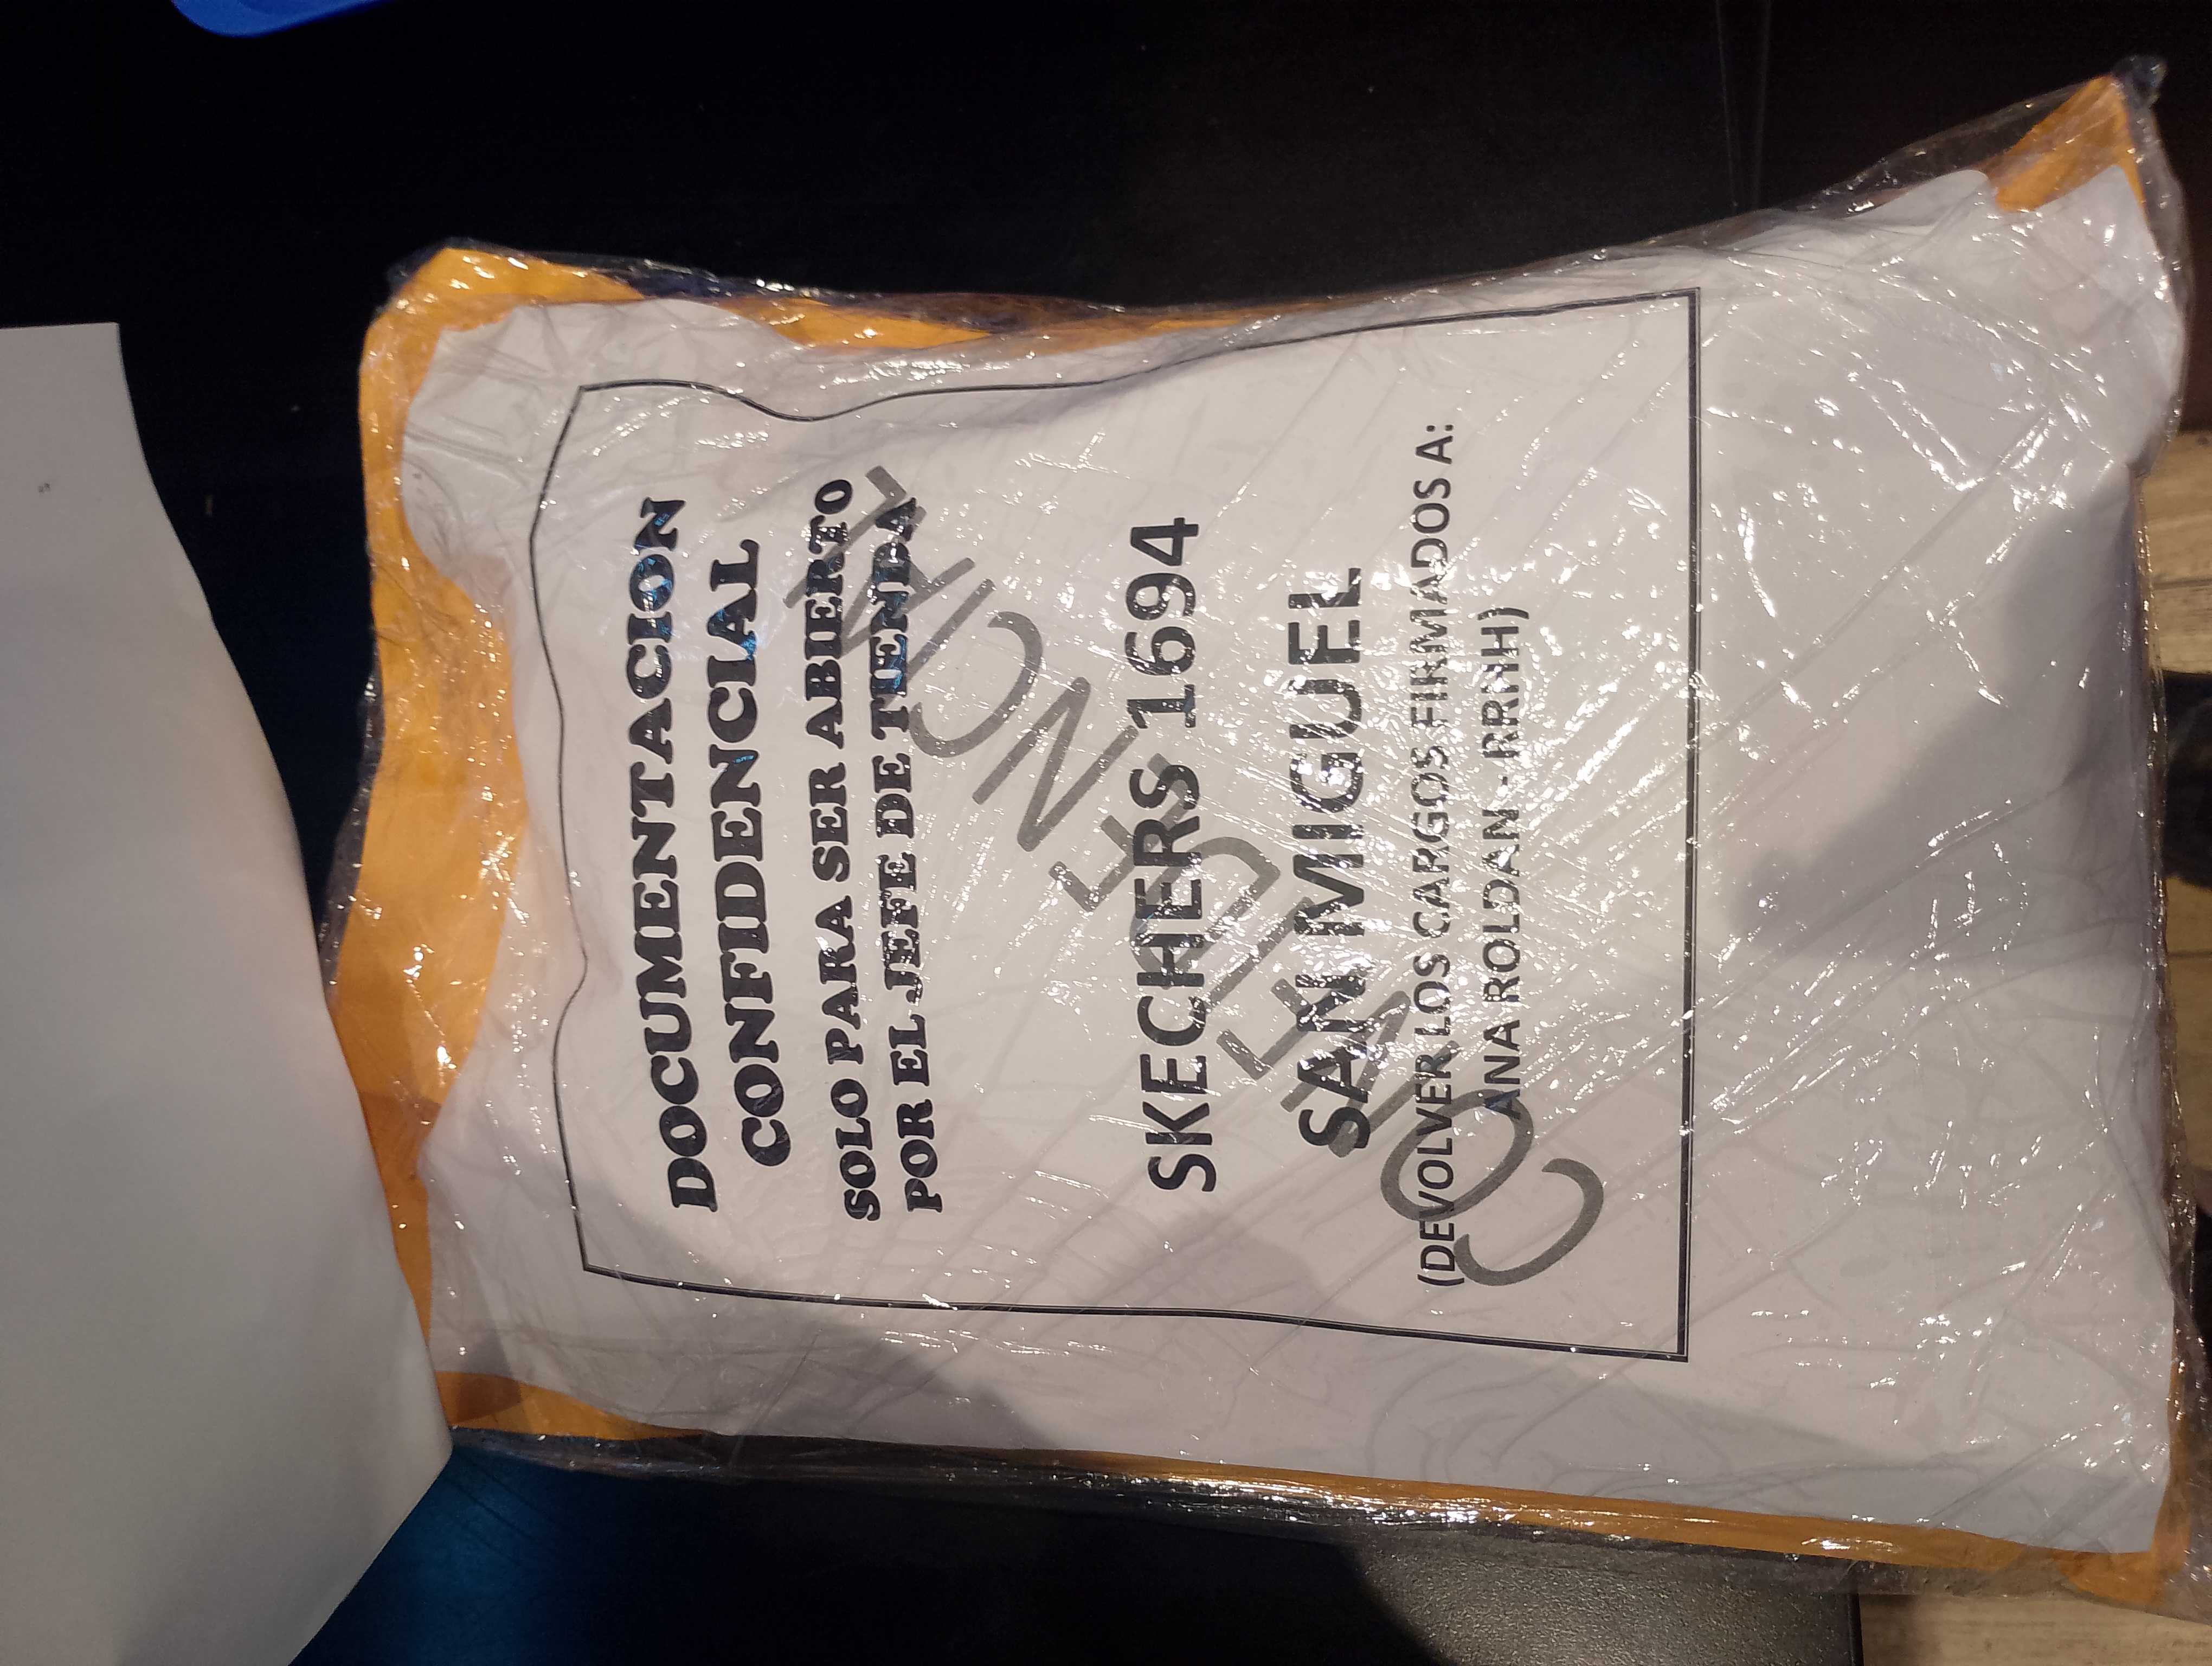 DOCUMENTACION
CONFIDENCIAL
SOLO PARA SER ABIERTO
POR EL JEFE DE TIENDA
SKECHERS 1694
SAN MIGUEL
(DEVOLVER LOS CARGOS FIRMADOS A:
ANA ROLDAN - RRHH)
CONFIDENCIAL